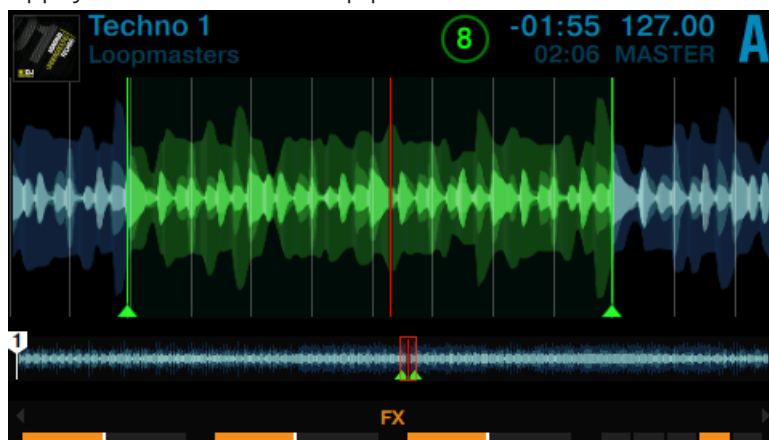 Techno 1
Loopmasters
8
-01:55 127.00
02:06 MASTER
A
1
FX